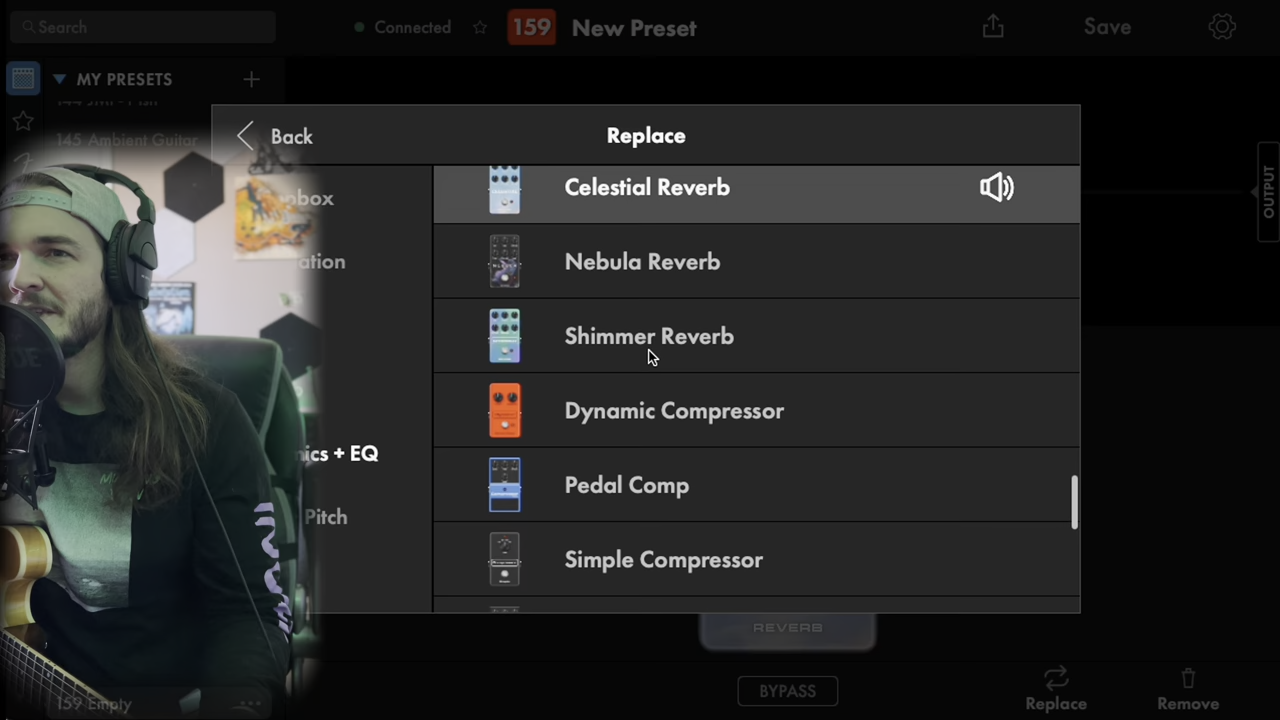 Search
Connected
159
New Preset
Save
MY PRESETS
145 Ambient Guitar
Back
Replace
Celestial Reverb
Nebula Reverb
Shimmer Reverb
Dynamic Compressor
Pedal Comp
Simple Compressor
+ EQ
Pitch
OUTPUT
REVERB
159 Empty
BYPASS
Replace
Remove